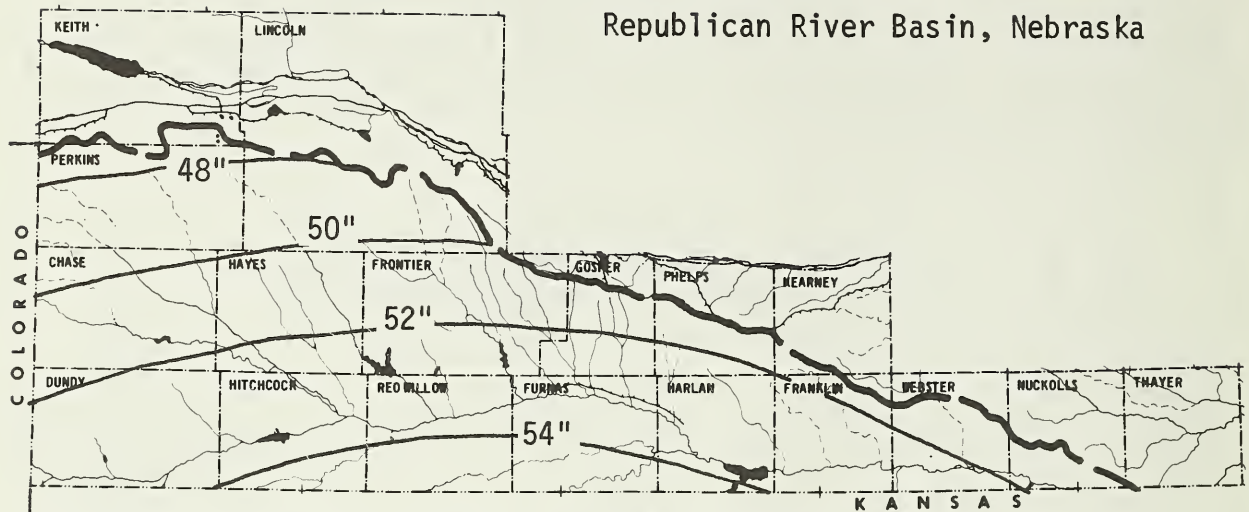 Republican River Basin, Nebraska
KEITH
LINCOLN
PERKINS
48"
50"
COLORADO
CHASE
HAYES
FRONTIER
GOSPER
PHELPS
KEARNEY
52"
DUNDY
HITCHCOCK
RED WILLOW
FURNAS
HARLAN
FRANKLIN
WEBSTER
NUCKOLLS
THAYER
54"
KANSAS